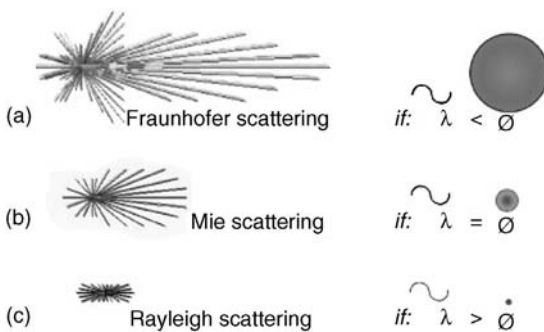 (a) Fraunhofer scattering if: λ < Ø
(b) Mie scattering if: λ = Ø
(c) Rayleigh scattering if: λ > Ø